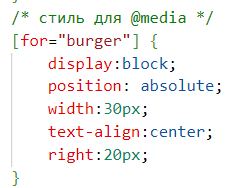 /* стиль для @media */
[for="burger"] {
display:block;
position: absolute;
width:30px;
text-align:center;
right:20px;
}